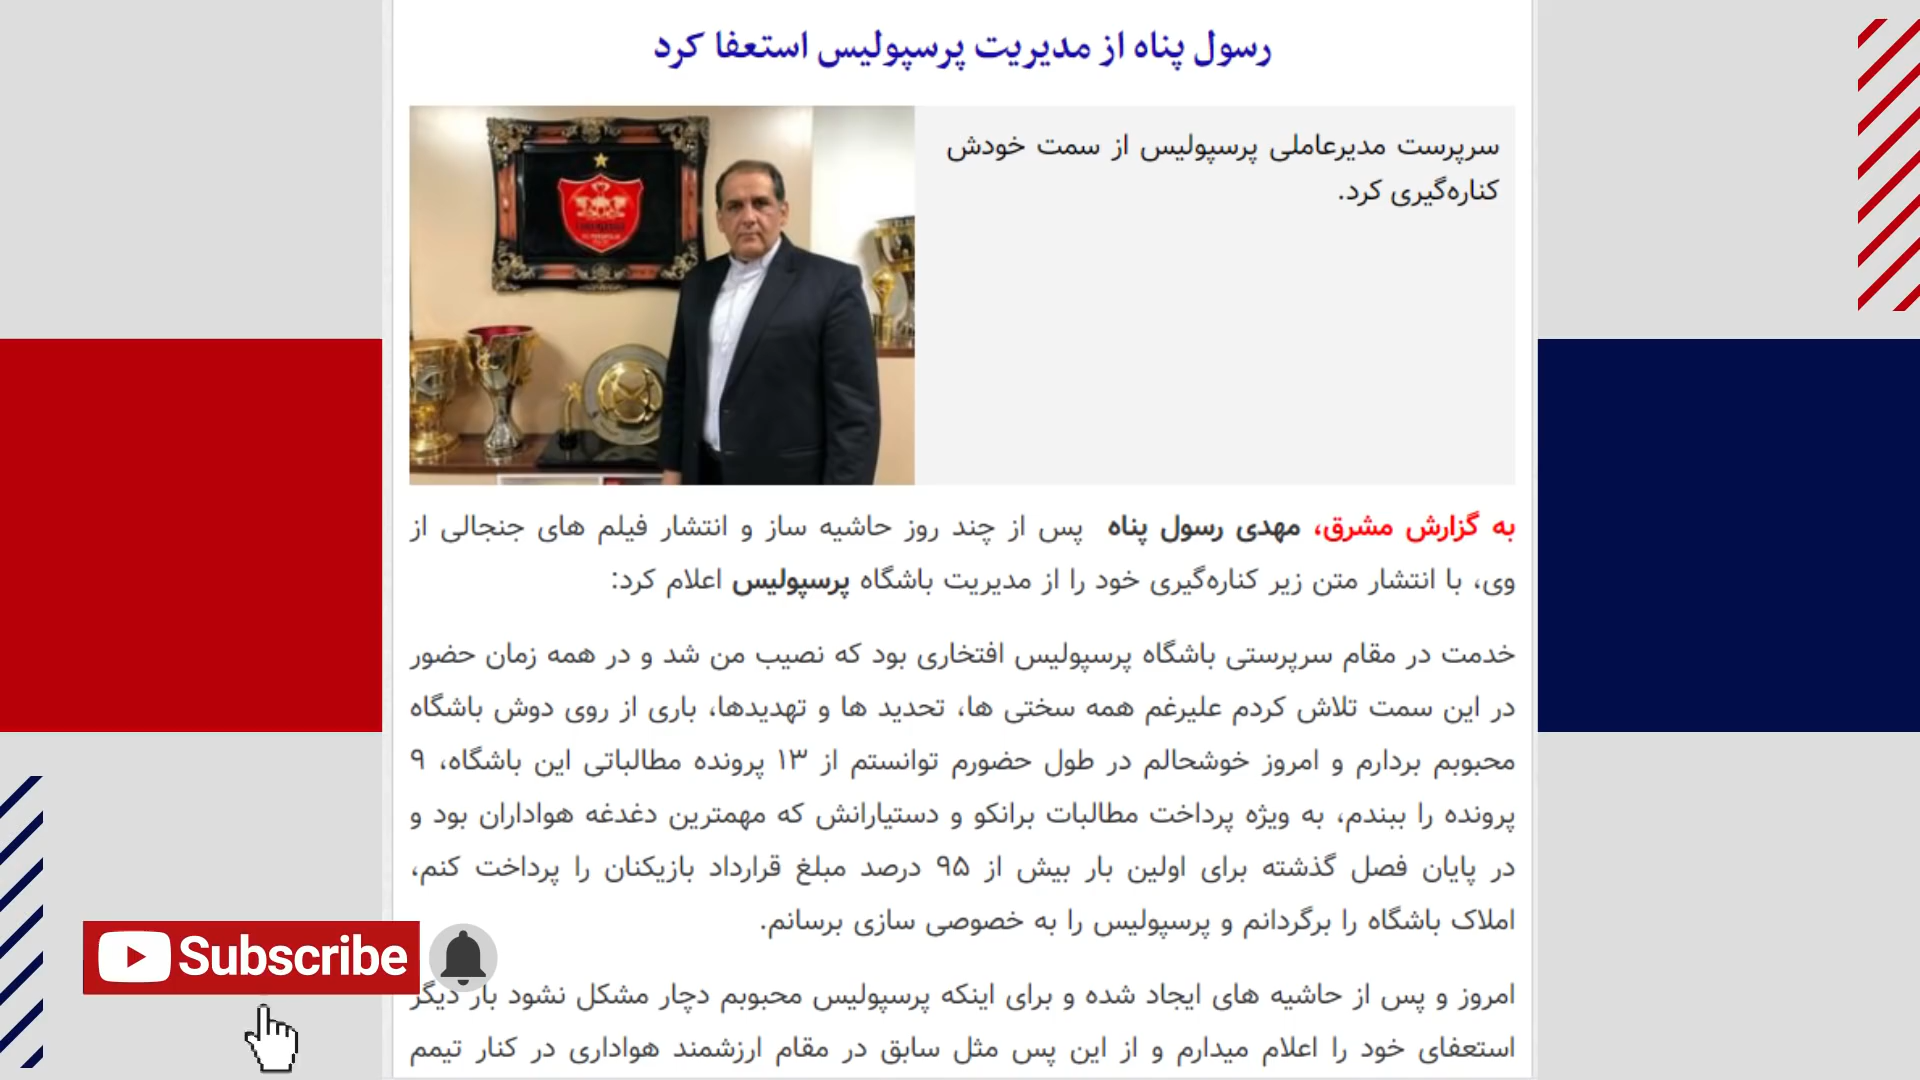 رسول پناه از مدیریت پرسپولیس استعفا کرد
سرپرست مدیرعاملی پرسپولیس از سمت خودش
کناره‌گیری کرد.
به گزارش مشرق، مهدی رسول پناه پس از چند روز حاشیه ساز و انتشار فیلم های جنجالی از
وی، با انتشار متن زیر کناره‌گیری خود را از مدیریت باشگاه پرسپولیس اعلام کرد:
خدمت در مقام سرپرستی باشگاه پرسپولیس افتخاری بود که نصیب من شد و در همه زمان حضور
در این سمت تلاش کردم علیرغم همه سختی ها، تحدید ها و تهدیدها، باری از روی دوش باشگاه
محبوبم بردارم و امروز خوشحالم در طول حضورم توانستم از ۱۳ پرونده مطالباتی این باشگاه، ۹
پرونده را ببندم، به ویژه پرداخت مطالبات برانکو و دستیارانش که مهمترین دغدغه هواداران بود و
در پایان فصل گذشته برای اولین بار بیش از ۹۵ درصد مبلغ قرارداد بازیکنان را پرداخت کنم،
املاک باشگاه را برگردانم و پرسپولیس را به خصوصی سازی برسانم.
امروز و پس از حاشیه های ایجاد شده و برای اینکه پرسپولیس محبوبم دچار مشکل نشود بار دیگر
استعفای خود را اعلام میدارم و از این پس مثل سابق در مقام ارزشمند هواداری در کنار تیمم
Subscribe